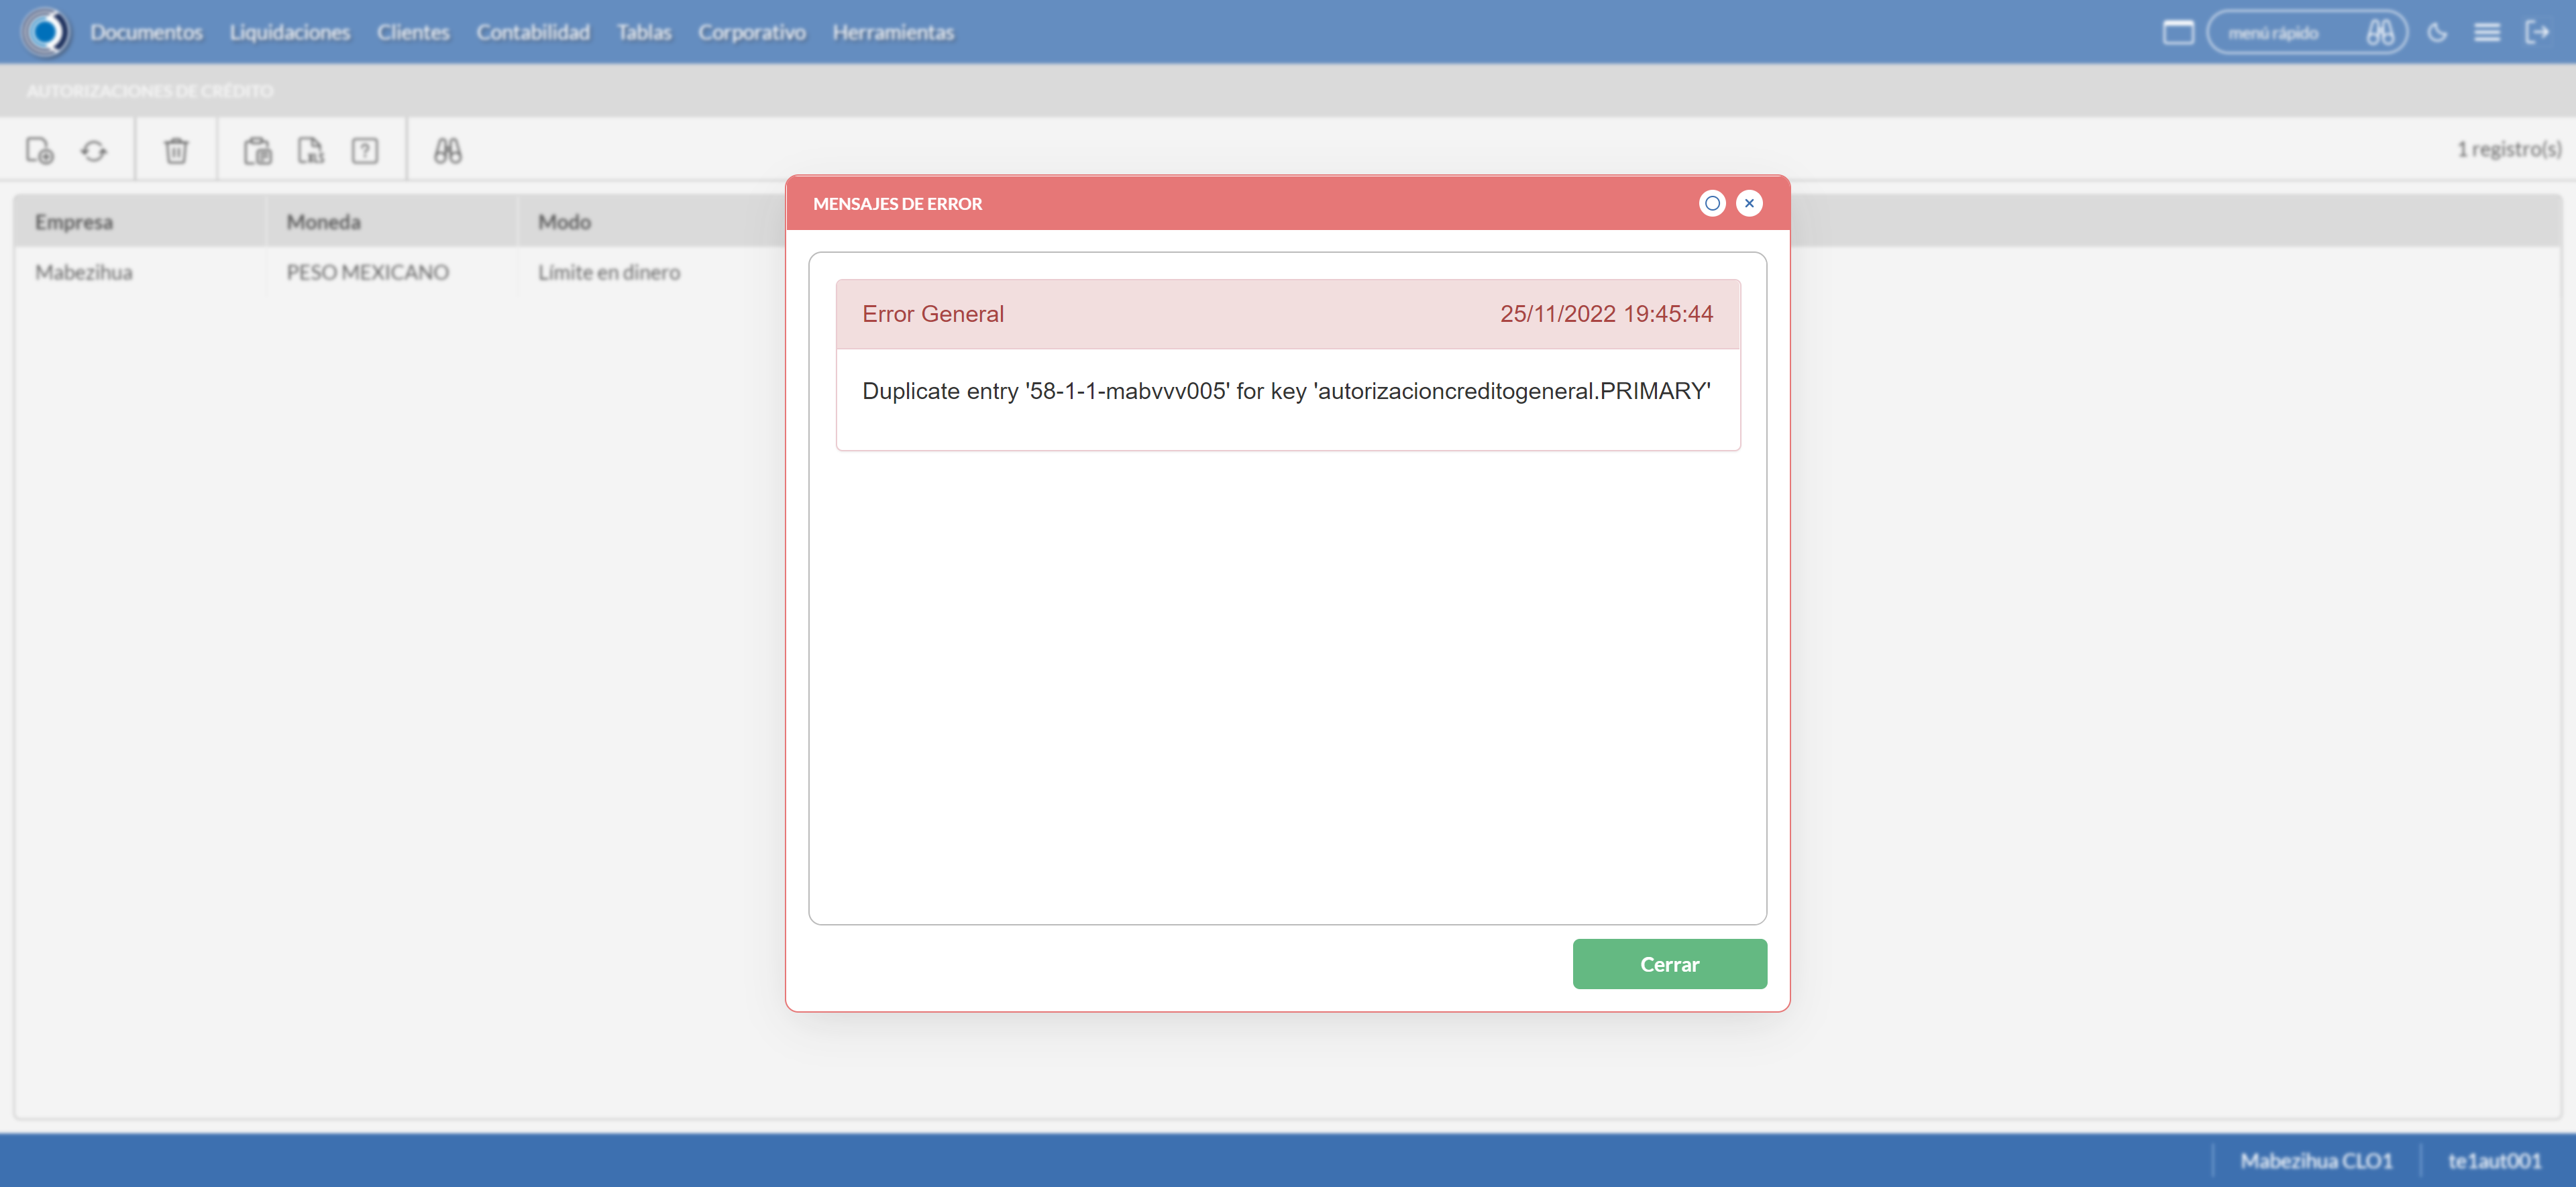 Documentos Liquidaciones Clientes Contabilidad Tablas Corporativo Herramientas menú rápido
AUTORIZACIONES DE CRÉDITO
XLS ? 1 registro(s)
MENSAJES DE ERROR
Empresa Moneda Modo
Mabezihua PESO MEXICANO Límite en dinero
Error General 25/11/2022 19:45:44
Duplicate entry '58-1-1-mabvvv005' for key 'autorizacioncreditogeneral.PRIMARY'
Cerrar
Mabezihua CLO1 te1aut001